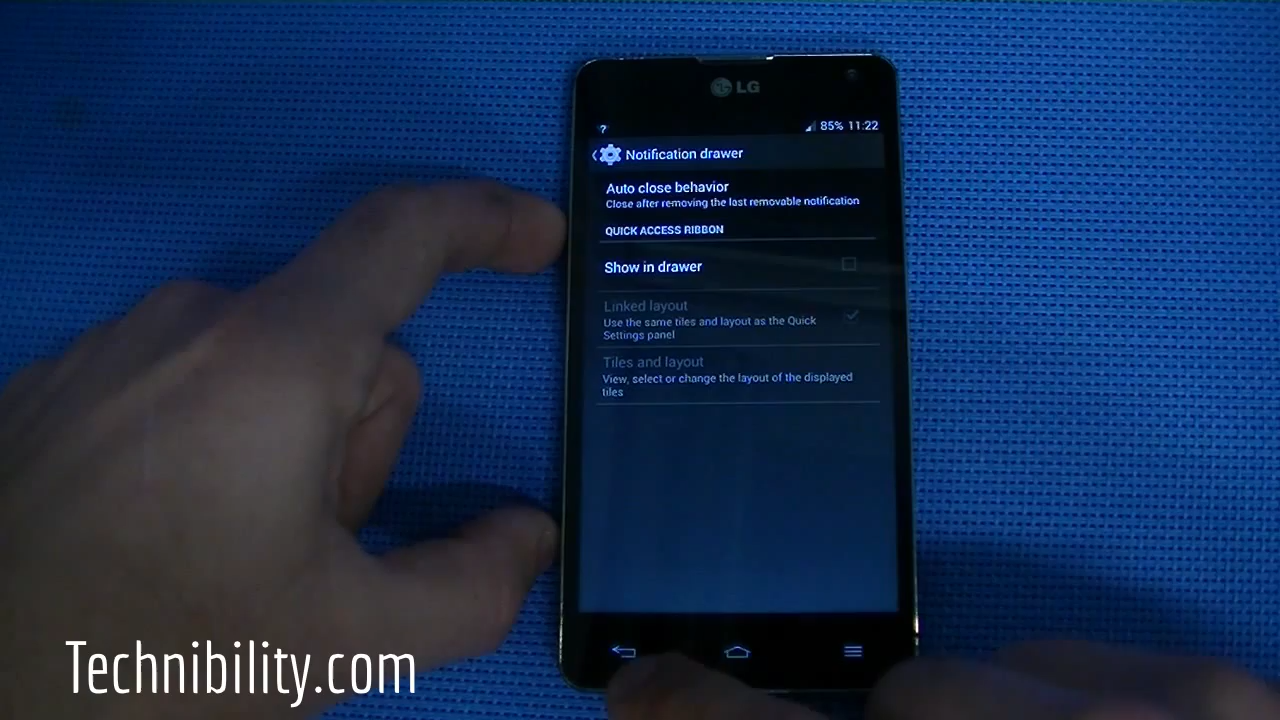 LG
? 85% 11:22
Notification drawer
Auto close behavior
Close after removing the last removable notification
QUICK ACCESS RIBBON
Show in drawer
Linked layout
Use the same tiles and layout as the Quick
Settings panel
Tiles and layout
View, select or change the layout of the displayed
tiles
Technibility.com